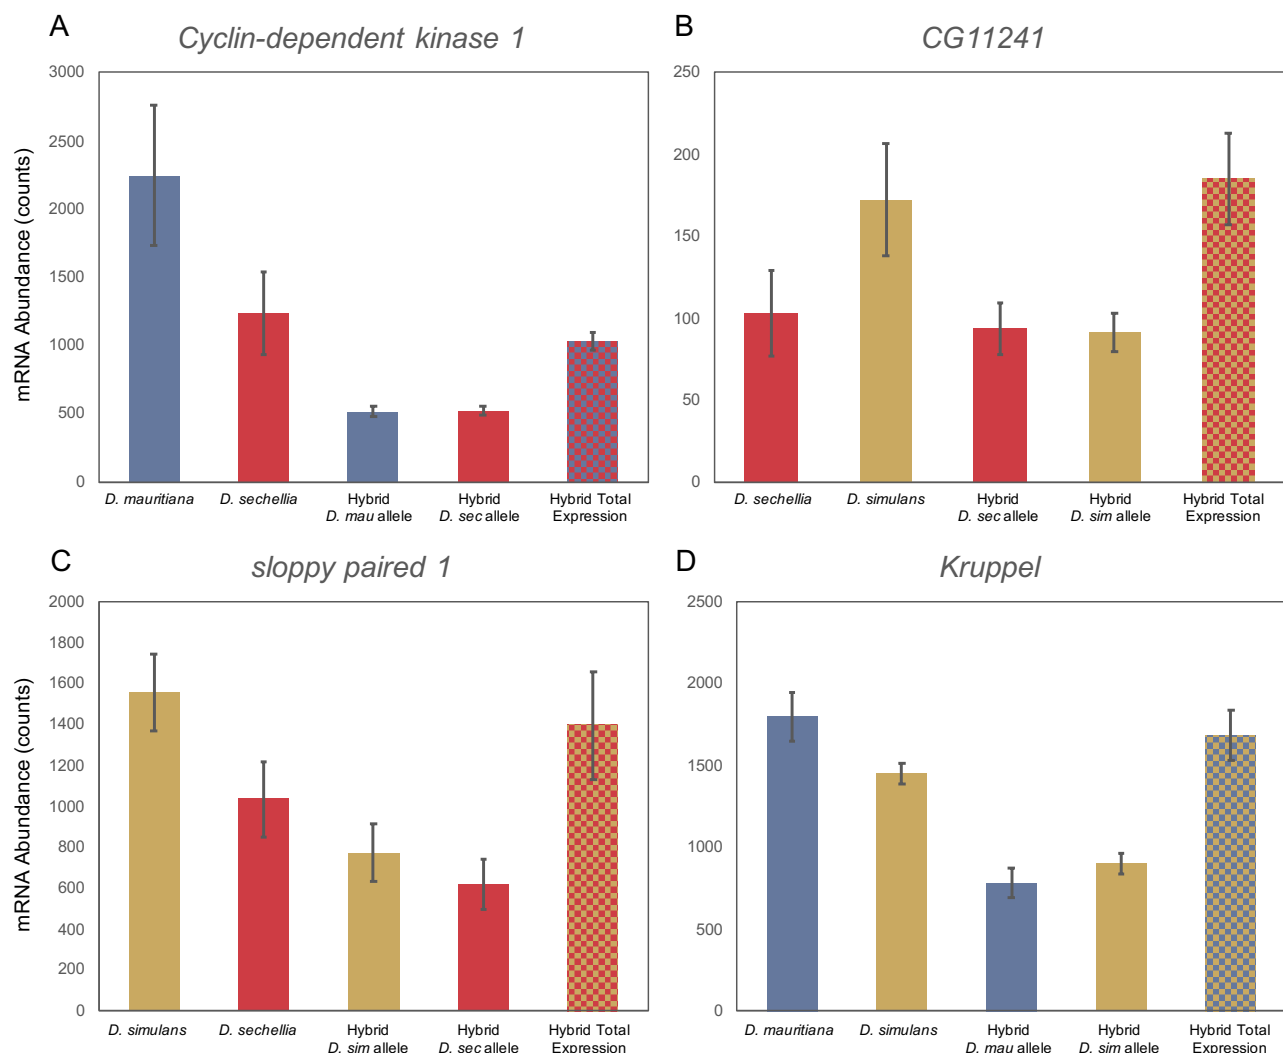 A
Cyclin-dependent kinase 1
mRNA Abundance (counts)
3000
2500
2000
1500
1000
500
0
D. mauritiana
D. sechellia
Hybrid
D. mau allele
Hybrid
D. sec allele
Hybrid Total
Expression
B
CG11241
250
200
150
100
50
0
D. sechellia
D. simulans
Hybrid
D. sec allele
Hybrid
D. sim allele
Hybrid Total
Expression
C
sloppy paired 1
mRNA Abundance (counts)
2000
1800
1600
1400
1200
1000
800
600
400
200
0
D. simulans
D. sechellia
Hybrid
D. sim allele
Hybrid
D. sec allele
Hybrid Total
Expression
D
Kruppel
2500
2000
1500
1000
500
0
D. mauritiana
D. simulans
Hybrid
D. mau allele
Hybrid
D. sim allele
Hybrid Total
Expression